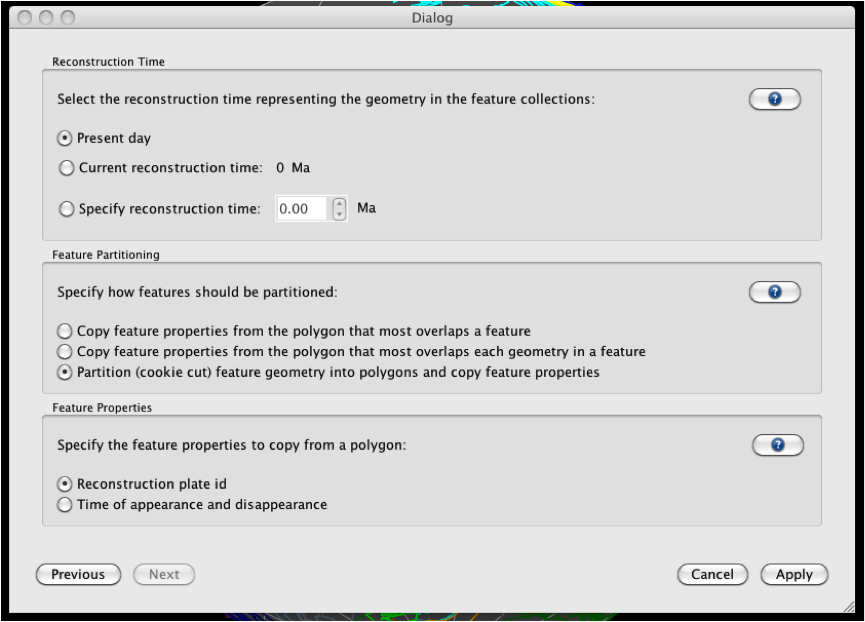 Dialog
Reconstruction Time
Select the reconstruction time representing the geometry in the feature collections:
?
Present day
Current reconstruction time: 0 Ma
Specify reconstruction time: 0.00 Ma
Feature Partitioning
Specify how features should be partitioned:
?
Copy feature properties from the polygon that most overlaps a feature
Copy feature properties from the polygon that most overlaps each geometry in a feature
Partition (cookie cut) feature geometry into polygons and copy feature properties
Feature Properties
Specify the feature properties to copy from a polygon:
?
Reconstruction plate id
Time of appearance and disappearance
Previous Next Cancel Apply